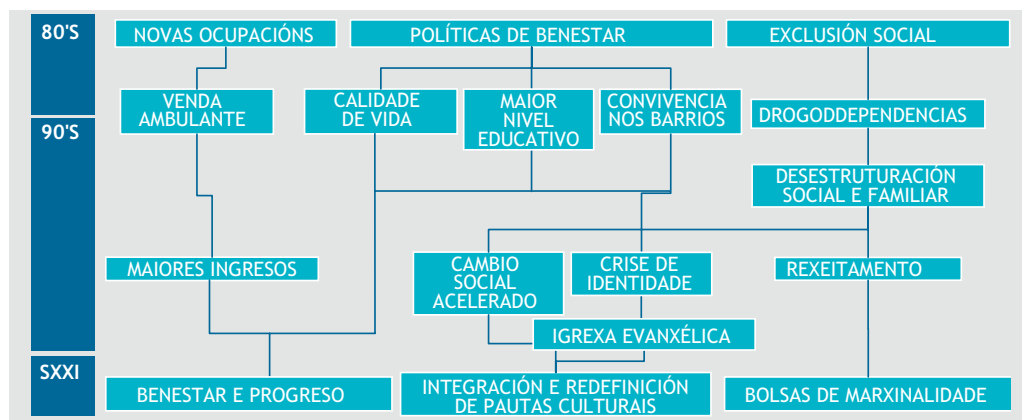 80'S
NOVAS OCUPACIÓNS
POLÍTICAS DE BENESTAR
EXCLUSIÓN SOCIAL
VENDA
AMBULANTE
CALIDADE
DE VIDA
MAIOR
NIVEL
EDUCATIVO
CONVIVENCIA
NOS BARRIOS
DROGODDEPENDENCIAS
90'S
DESESTRUTURACIÓN
SOCIAL E FAMILIAR
MAIORES INGRESOS
CAMBIO
SOCIAL
ACELERADO
CRISE DE
IDENTIDADE
REXEITAMENTO
IGREXA EVANXÉLICA
SXXI
BENESTAR E PROGRESO
INTEGRACIÓN E REDEFINICIÓN
DE PAUTAS CULTURAIS
BOLSAS DE MARXINALIDADE